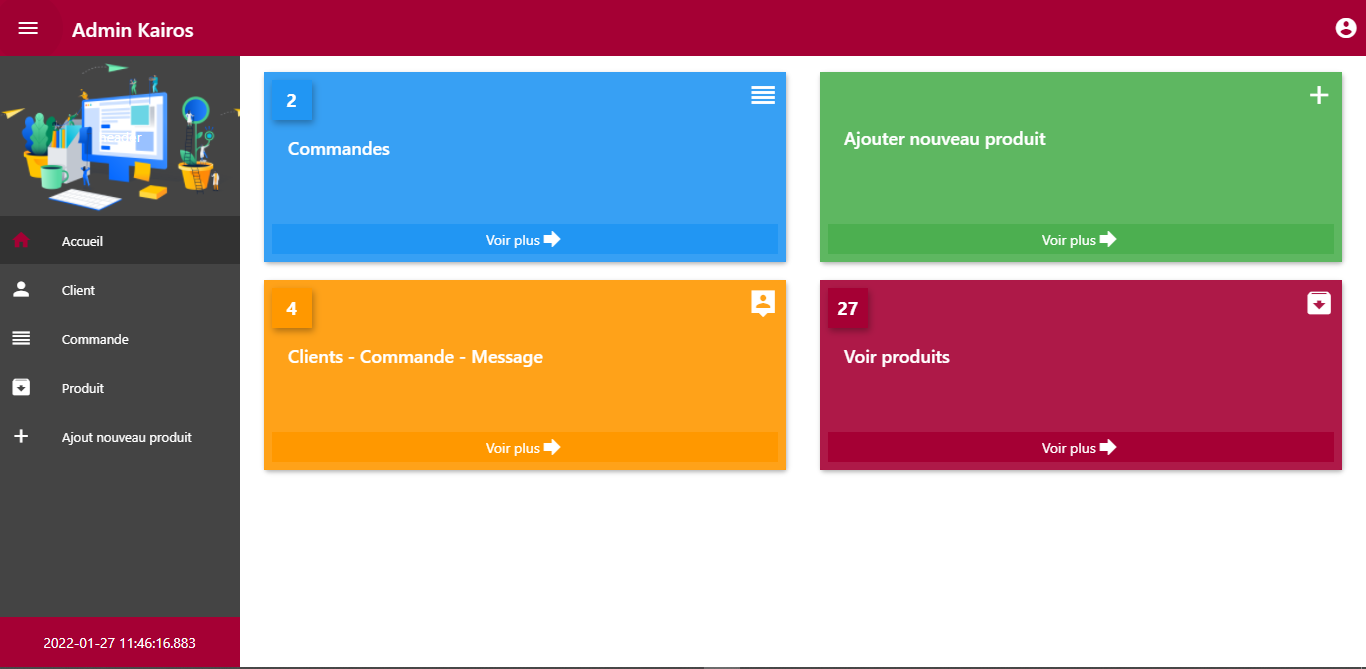 Admin Kairos
Accueil
Client
Commande
Produit
Ajout nouveau produit
2022-01-27 11:46:16.883
2
Commandes
Voir plus
Ajouter nouveau produit
Voir plus
4
Clients - Commande - Message
Voir plus
27
Voir produits
Voir plus